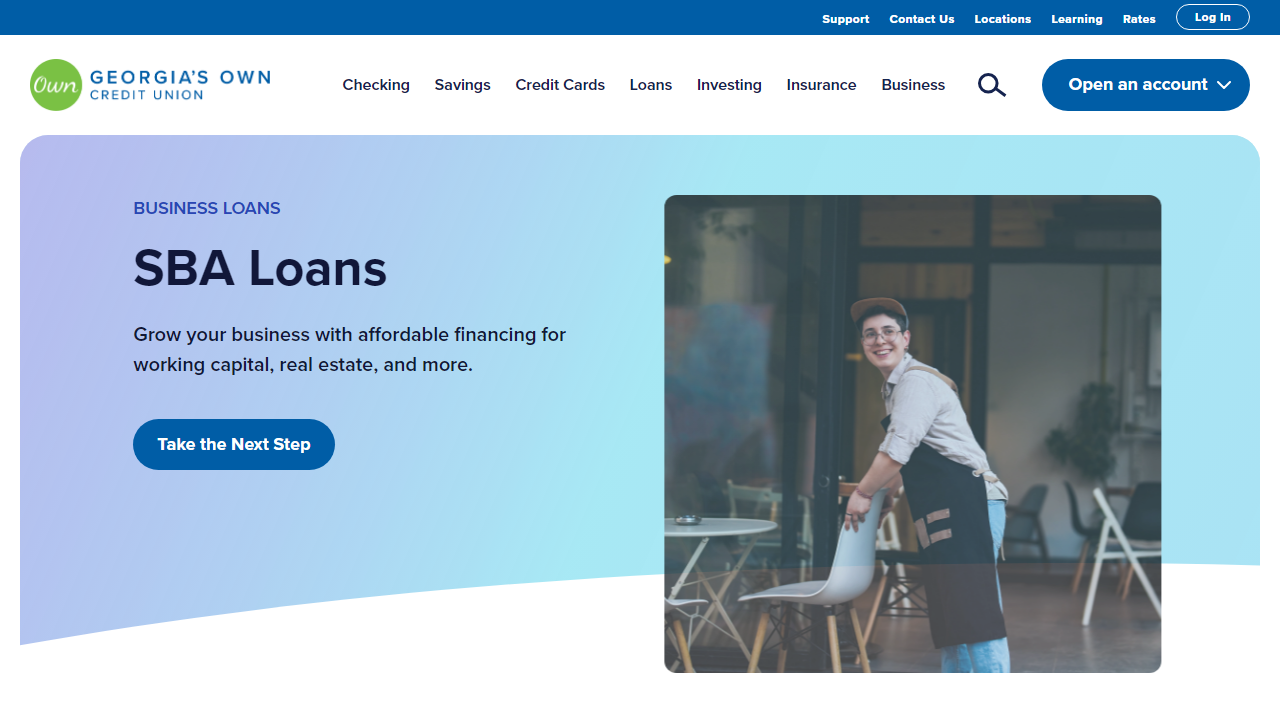 Support Contact Us Locations Learning Rates Log In
Own GEORGIA'S OWN
CREDIT UNION
Checking Savings Credit Cards Loans Investing Insurance Business Open an account
BUSINESS LOANS
SBA Loans
Grow your business with affordable financing for
working capital, real estate, and more.
Take the Next Step